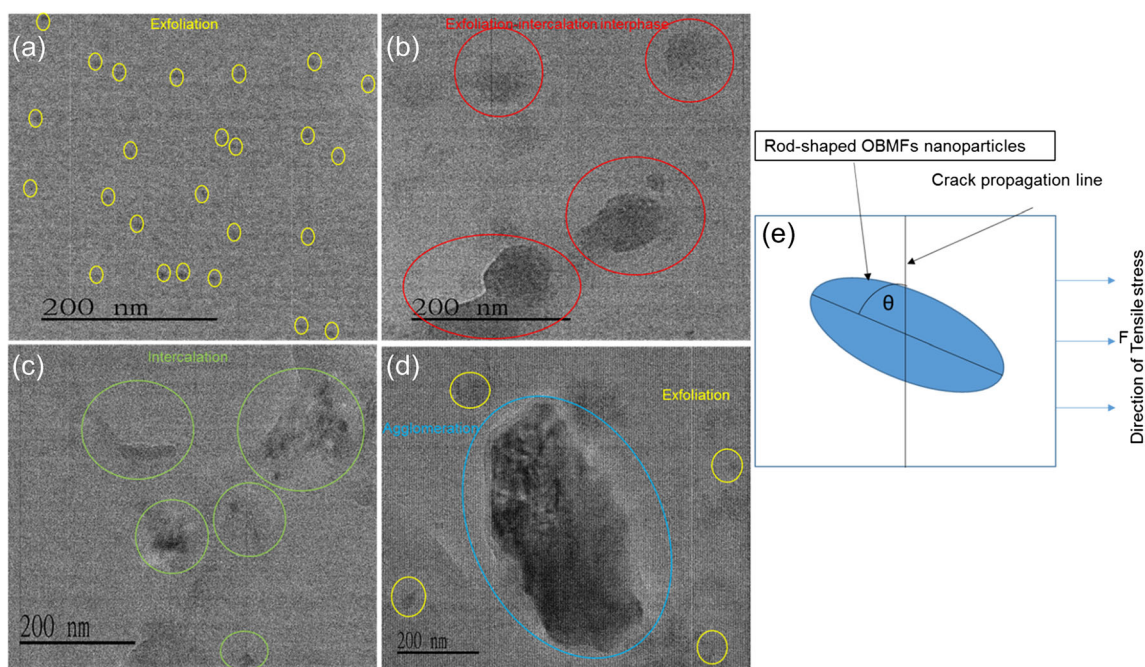 (a)
Exfoliation
200 nm
(b)
Exfoliation-intercalation interphase
200 nm
(c)
Intercalation
200 nm
(d)
Exfoliation
Agglomeration
200 nm
Rod-shaped OBMFs nanoparticles
Crack propagation line
(e)
θ
F
Direction of Tensile stress